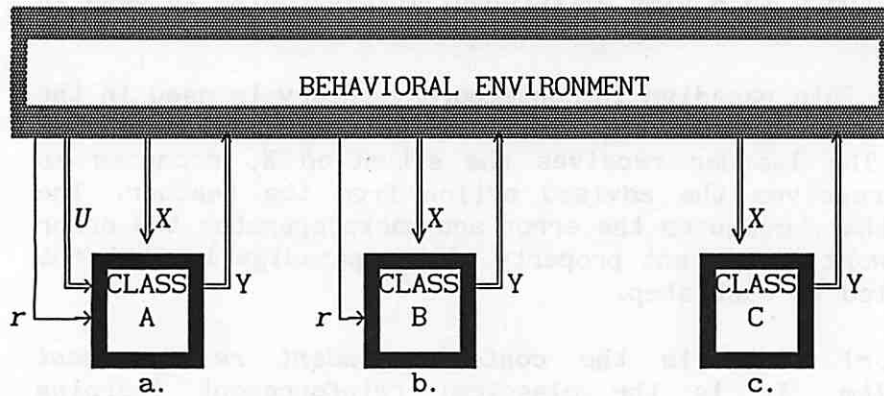 BEHAVIORAL ENVIRONMENT
U X X X
CLASS A Y CLASS B Y CLASS C Y
r r
a. b. c.